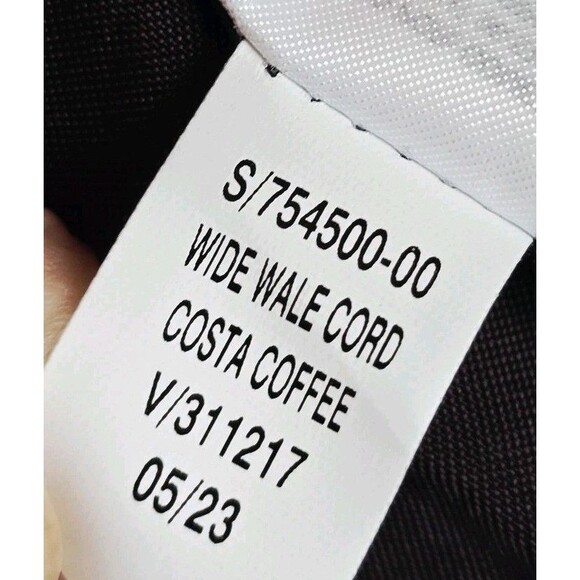 S/754500-00
WIDE WALE CORD
COSTA COFFEE
V/311217
05/23